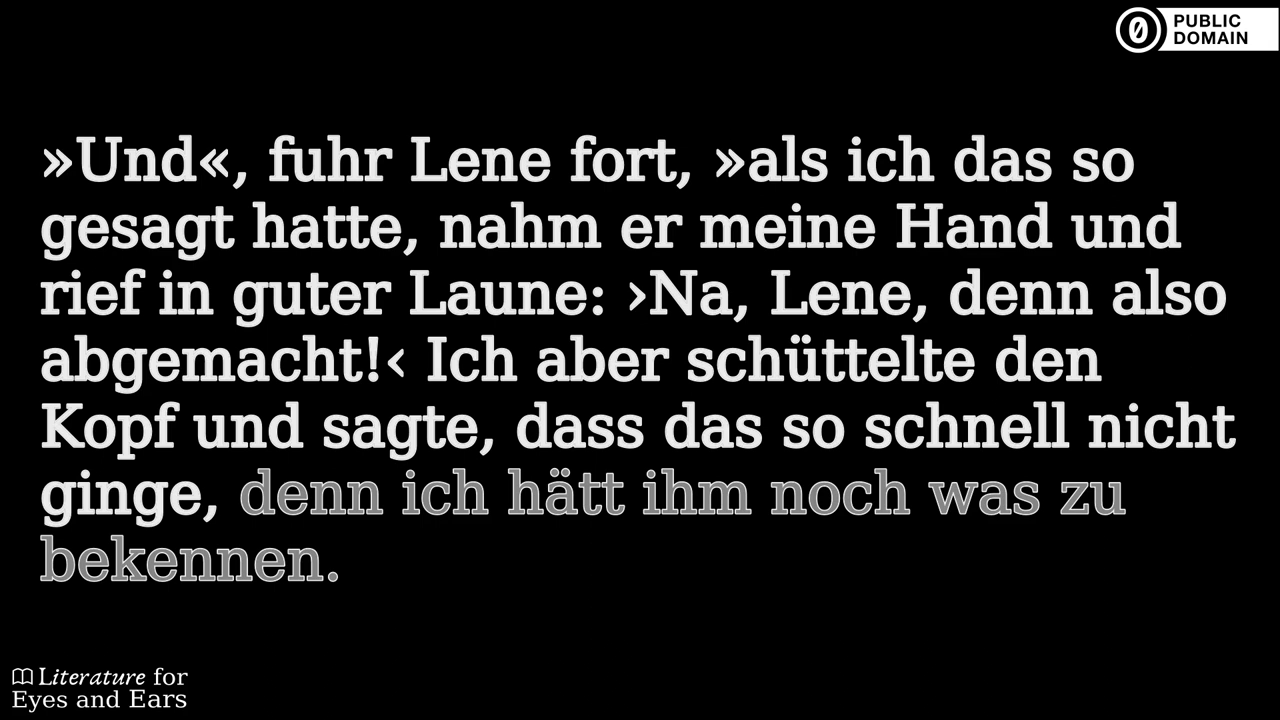 PUBLIC
DOMAIN
»Und«, fuhr Lene fort, »als ich das so
gesagt hatte, nahm er meine Hand und
rief in guter Laune: ›Na, Lene, denn also
abgemacht!‹ Ich aber schüttelte den
Kopf und sagte, dass das so schnell nicht
ginge, denn ich hätt ihm noch was zu
bekennen.
Literature for
Eyes and Ears